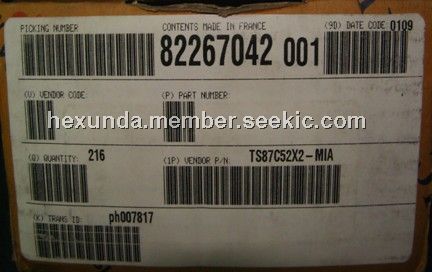 PICKING NUMBER CONTENTS MADE IN FRANCE (9D) DATE CODE 0109
82267042 001
(V) VENDOR CODE: (P) PART NUMBER:
hexunda.member.seekic.com
(Q) QUANTITY: 216 (1P) VENDOR P/N: TS87C52X2-MIA
(K) TRANS ID: ph007817